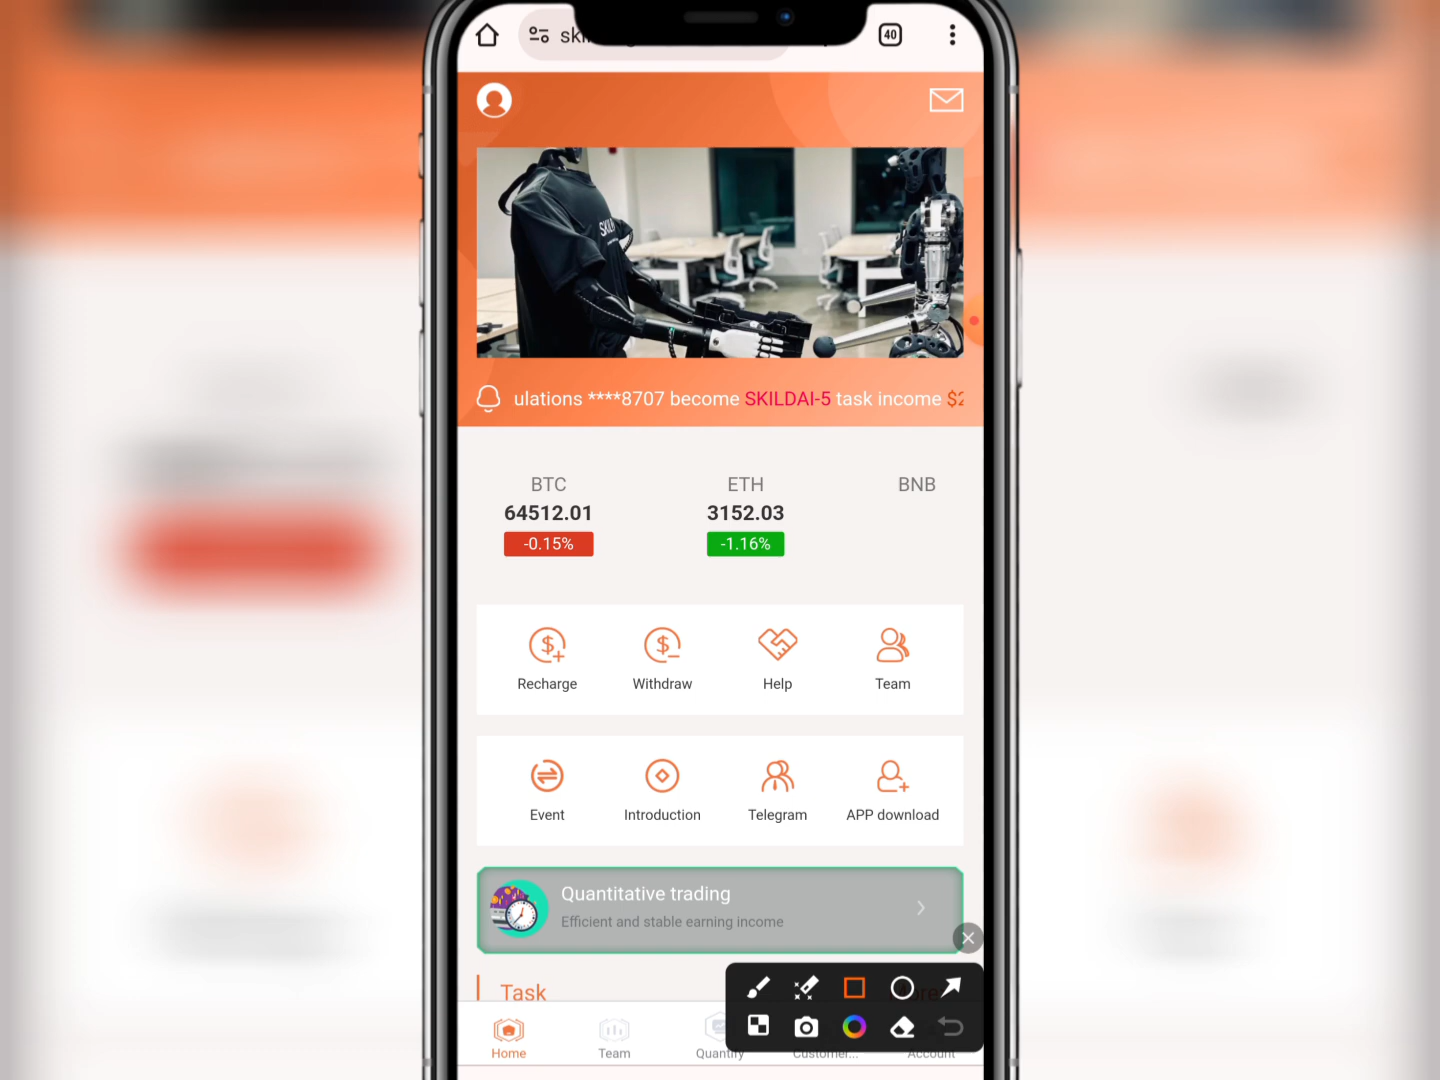 40
ulations ****8707 become SKILDAI-5 task income
BTC ETH BNB
64512.01 3152.03
-0.15% -1.16%
Recharge Withdraw Help Team
Event Introduction Telegram APP download
Quantitative trading
Efficient and stable earning income
Task
Home Team Quantify Customer... Account